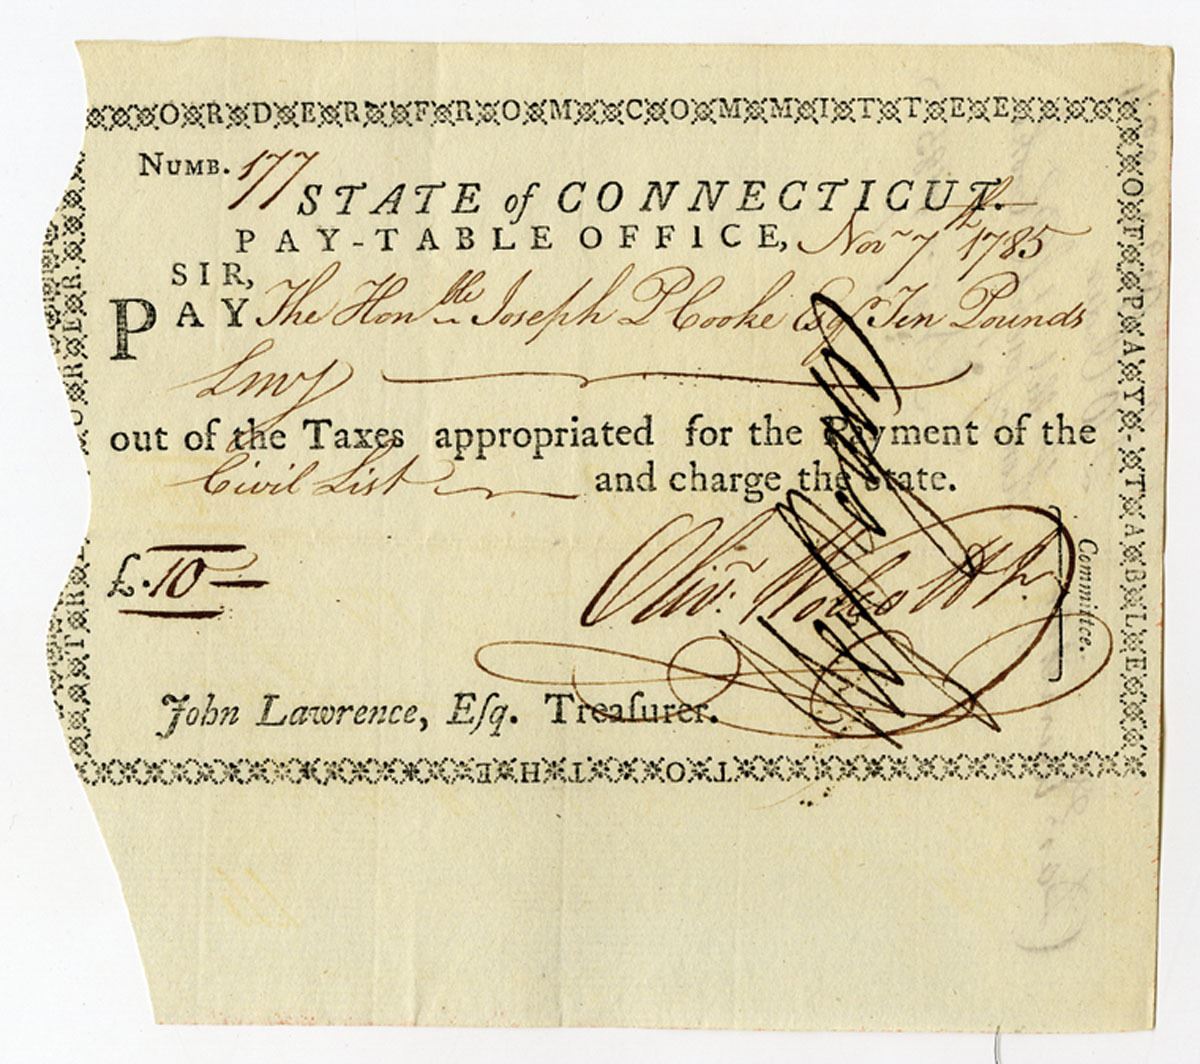 ORDER FROM COMMITTEE
OF PAY-TABLE
TO THE
NUMB. 177
STATE of CONNECTICUT.
PAY-TABLE OFFICE, Novr 7th 1785
SIR,
PAY The Honble Joseph P Cooke Esqr Ten Pounds
Lmy
out of the Taxes appropriated for the Payment of the
Civil List and charge the State.
£.10
Olivr. Wolcott Jr.
Committee.
John Lawrence, Eſq. Treaſurer.